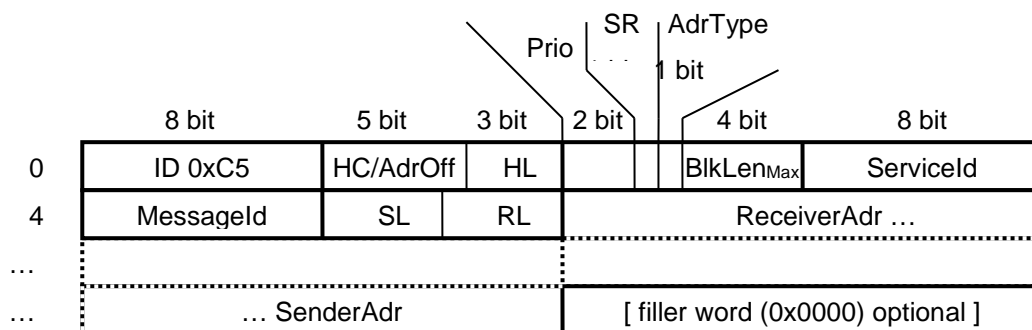 SR AdrType
Prio
1 bit
8 bit 5 bit 3 bit 2 bit 4 bit 8 bit
0 ID 0xC5 HC/AdrOff HL BlkLenMax ServiceId
4 MessageId SL RL ReceiverAdr …
…
… … SenderAdr [ filler word (0x0000) optional ]